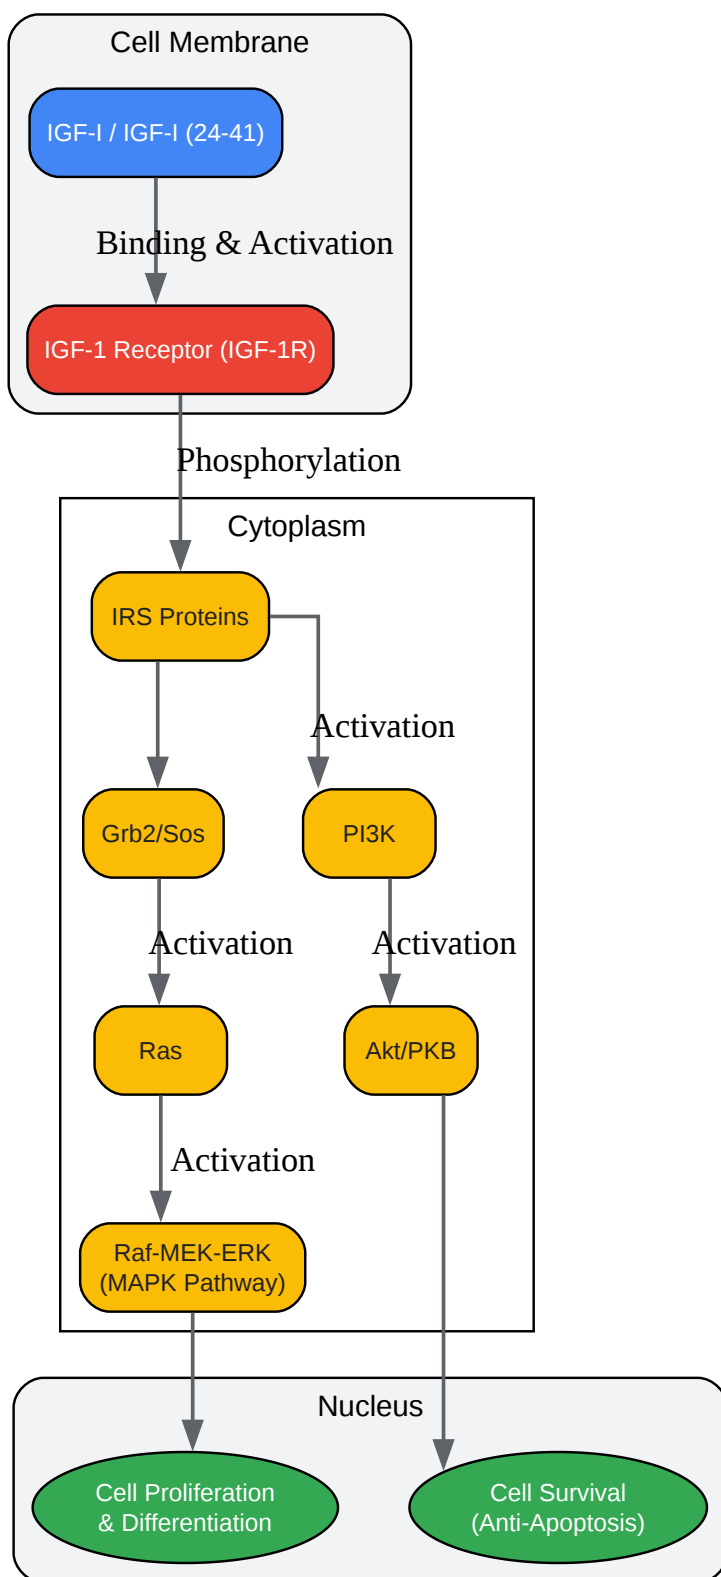 Cell Membrane
IGF-I / IGF-I (24-41)
Binding & Activation
IGF-1 Receptor (IGF-1R)
Phosphorylation
Cytoplasm
IRS Proteins
Activation
Grb2/Sos
PI3K
Activation
Activation
Ras
Akt/PKB
Activation
Raf-MEK-ERK
(MAPK Pathway)
Nucleus
Cell Proliferation
& Differentiation
Cell Survival
(Anti-Apoptosis)